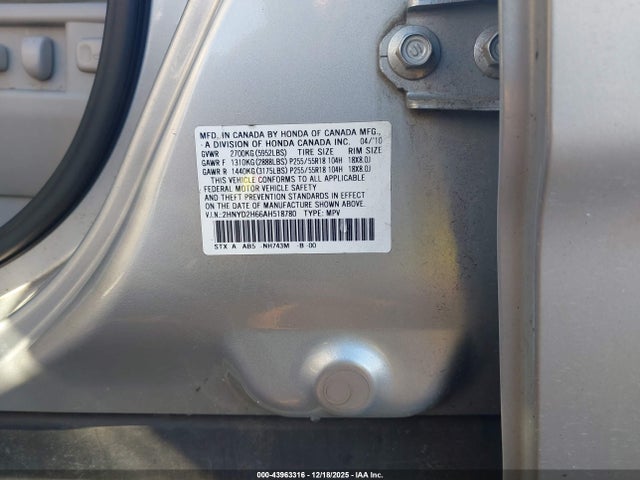 MFD. IN CANADA BY HONDA OF CANADA MFG.,
A DIVISION OF HONDA CANADA INC. 04/'10
GVWR 2700KG (5952LBS) TIRE SIZE RIM SIZE
GAWR F 1310KG (2888LBS) P255/55R18 104H 18X8.0J
GAWR R 1440KG (3175LBS) P255/55R18 104H 18X8.0J
THIS VEHICLE CONFORMS TO ALL APPLICABLE
FEDERAL MOTOR VEHICLE SAFETY
AND THEFT PREVENTION STANDARDS IN EFFECT
ON THE DATE OF MANUFACTURE SHOWN ABOVE.
V.I.N.: 2HNYD2H66AH518780 TYPE: MPV
STX A AB5 NH743M -B 00
00-43963316 - 12/18/2025 - IAA Inc.